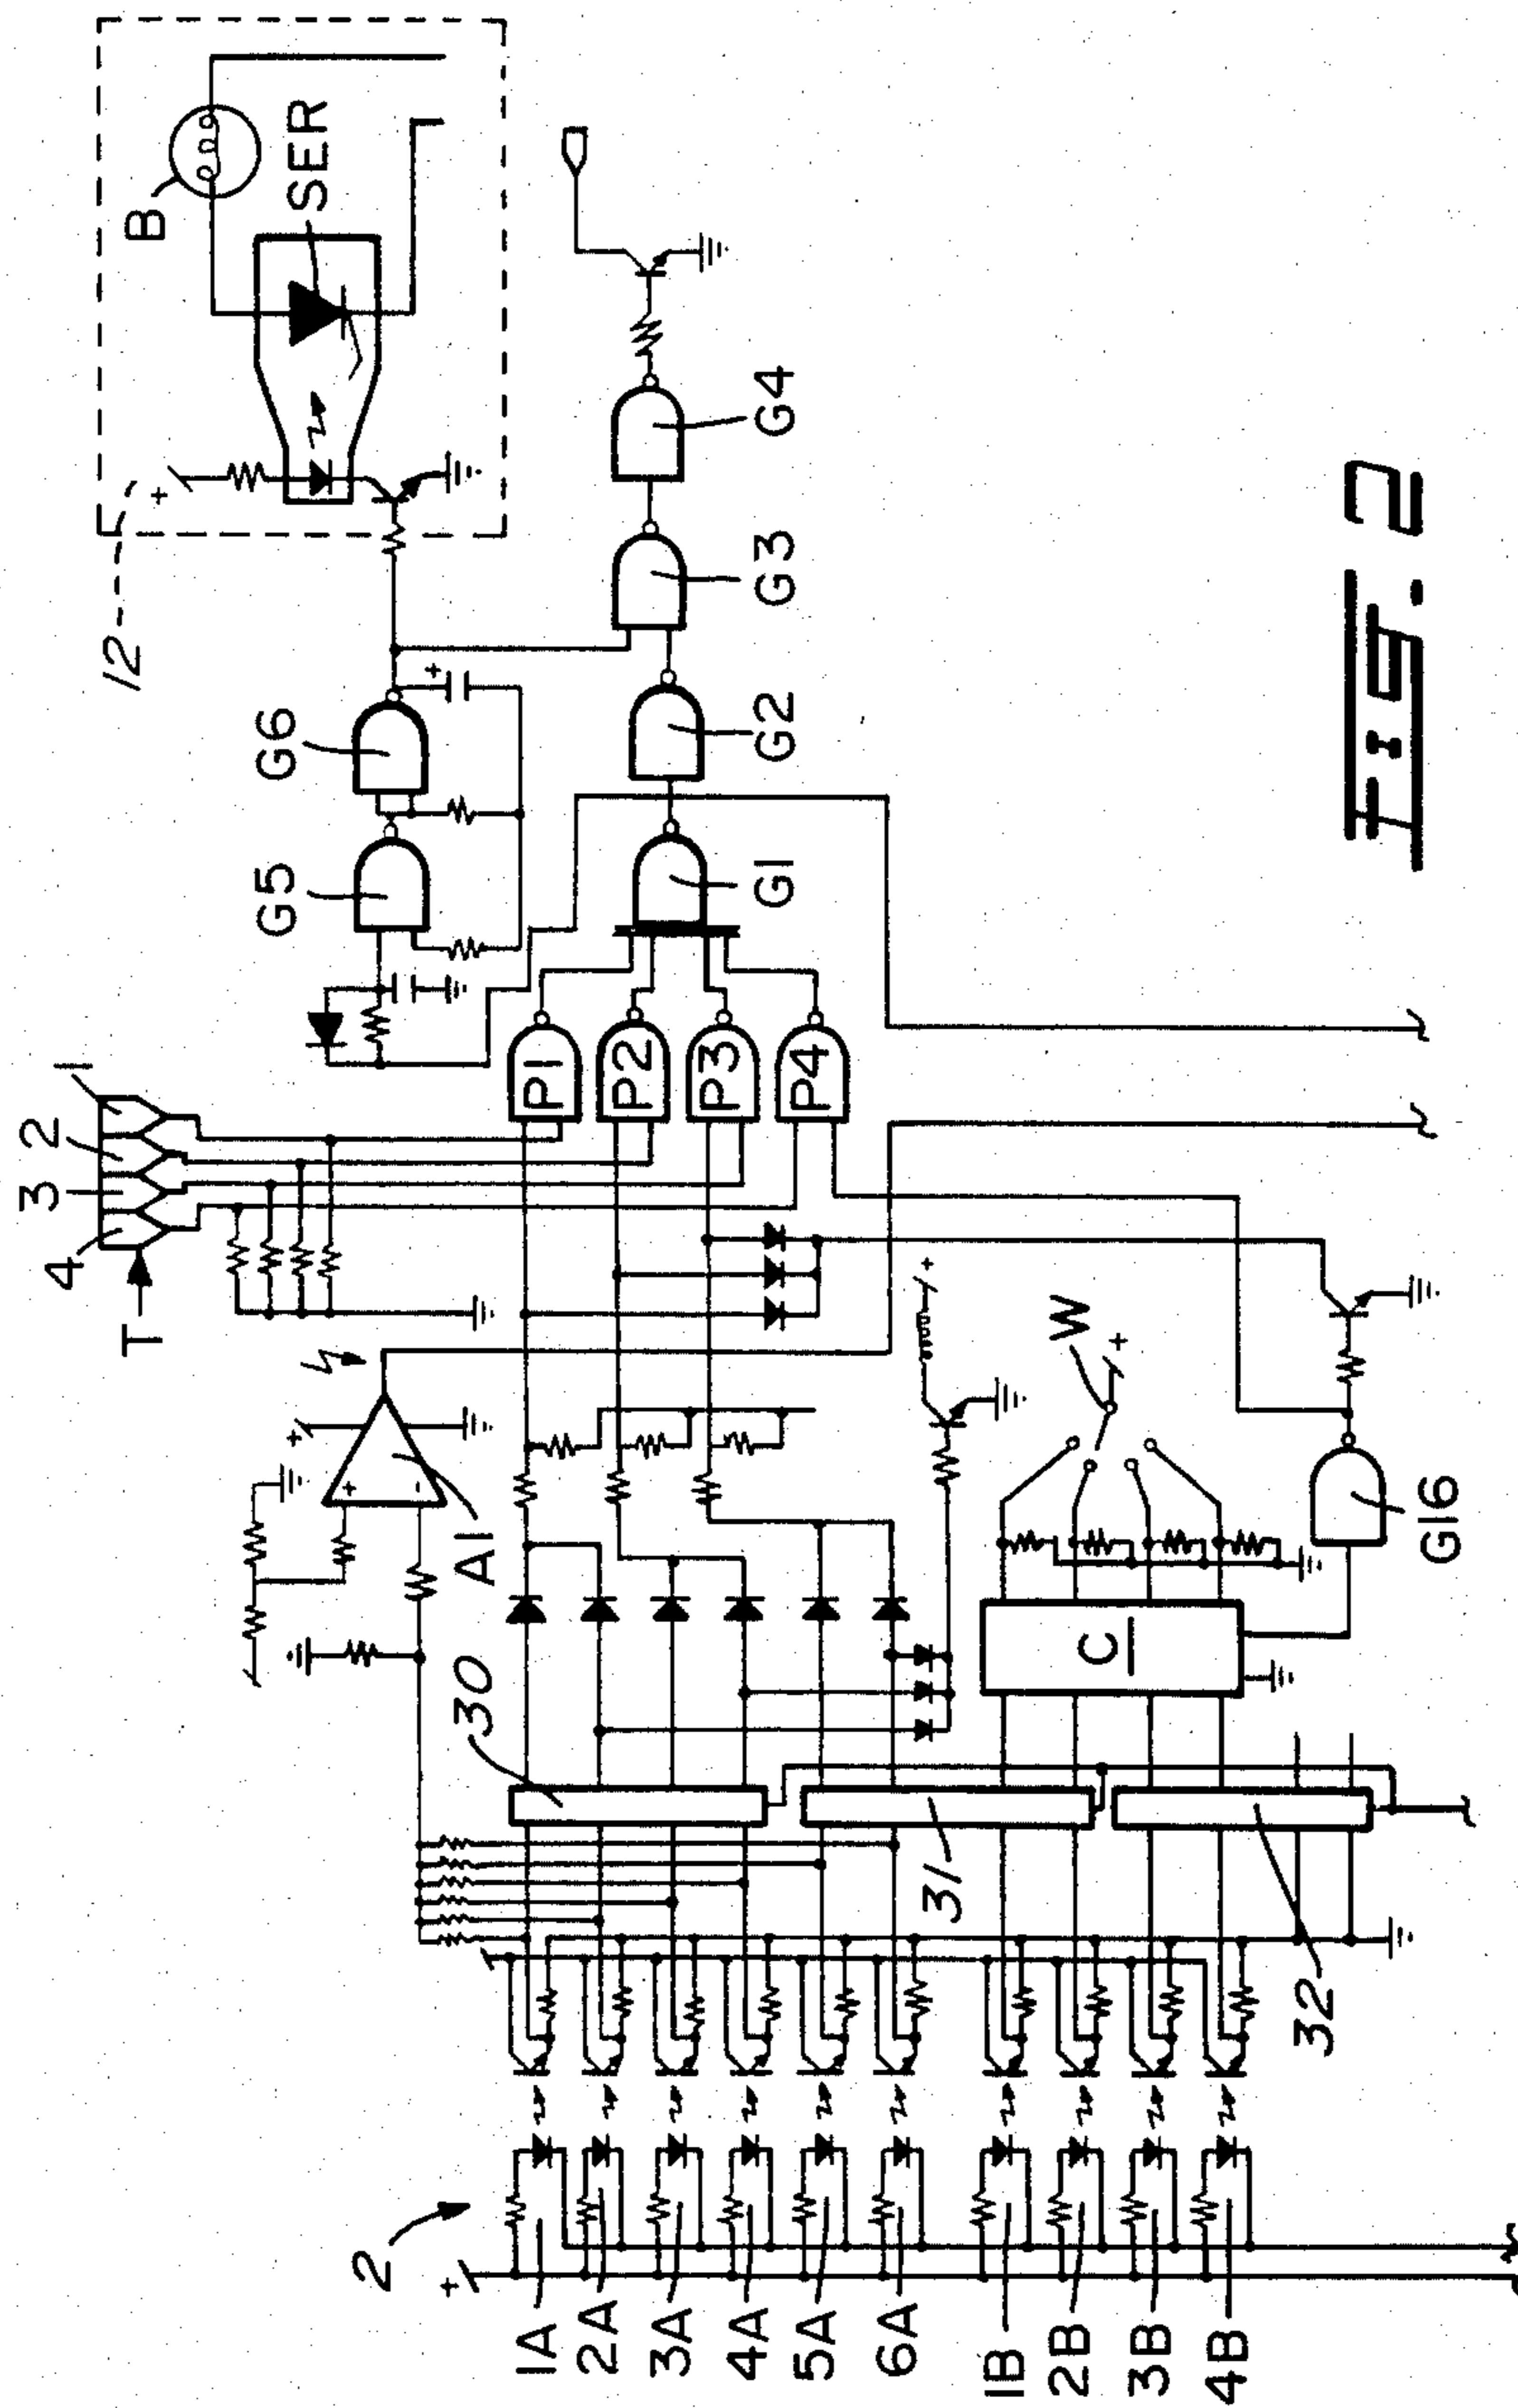 12
B
SER
G6
G5
G4
G3
G2
G1
1
2
3
4
T
P1
P2
P3
P4
A1
+
-
W
G16
C
30
31
32
2
1A
2A
3A
4A
5A
6A
1B
2B
3B
4B
FIG. 2